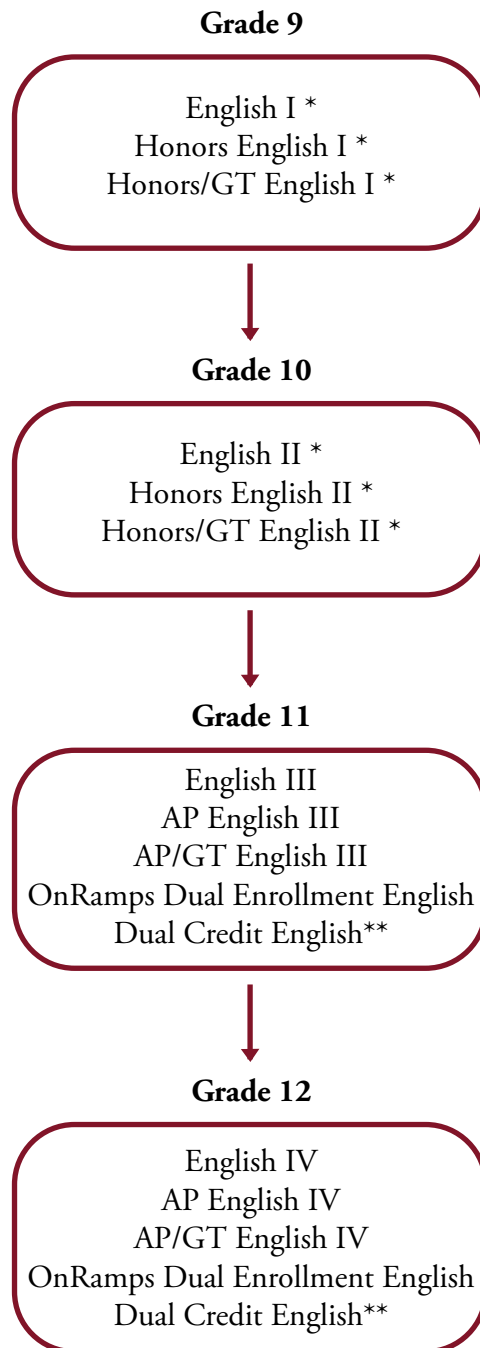 Grade 9
English I *
Honors English I *
Honors/GT English I *
Grade 10
English II *
Honors English II *
Honors/GT English II *
Grade 11
English III
AP English III
AP/GT English III
OnRamps Dual Enrollment English
Dual Credit English**
Grade 12
English IV
AP English IV
AP/GT English IV
OnRamps Dual Enrollment English
Dual Credit English**